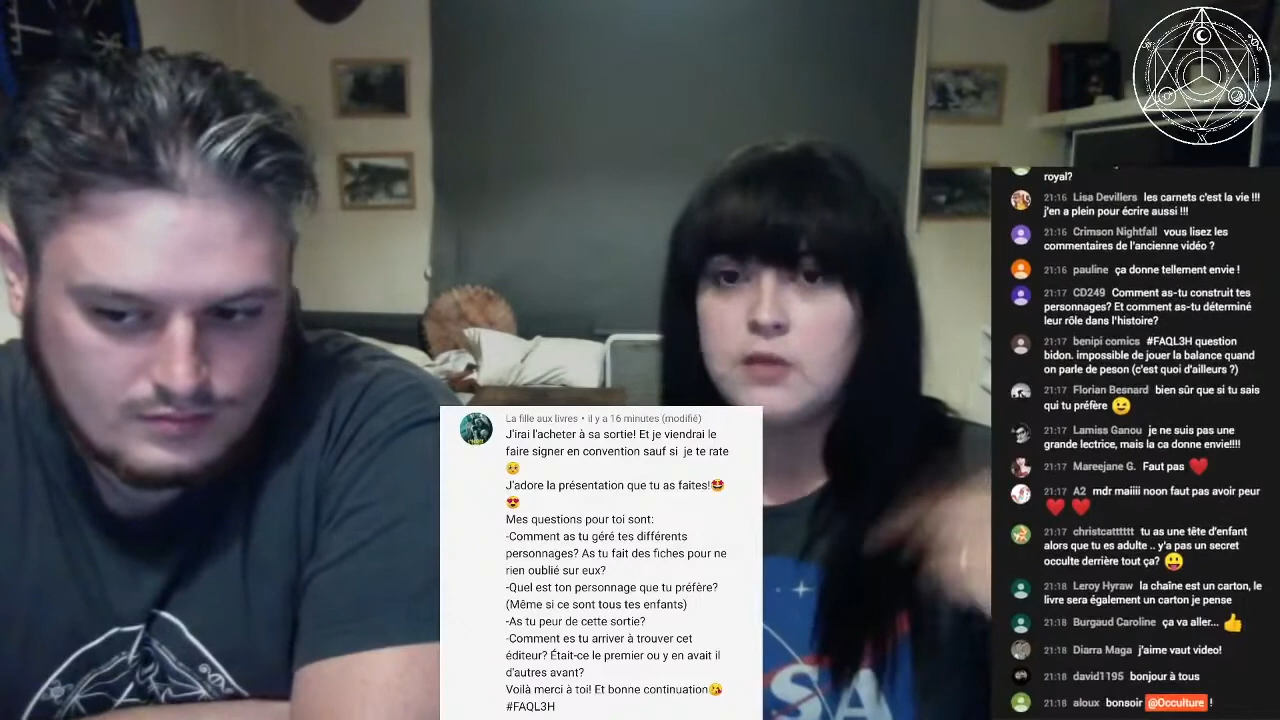 La fille aux livres • il y a 16 minutes (modifié)
J'irai l'acheter à sa sortie! Et je viendrai le
faire signer en convention sauf si je te rate
🥺
J'adore la présentation que tu as faites!🤩
😍
Mes questions pour toi sont:
-Comment as tu géré tes différents
personnages? As tu fait des fiches pour ne
rien oublié sur eux?
-Quel est ton personnage que tu préfère?
(Même si ce sont tous tes enfants)
-As tu peur de cette sortie?
-Comment es tu arriver à trouver cet
éditeur? Était-ce le premier ou y en avait il
d'autres avant?
Voilà merci à toi! Et bonne continuation😘
#FAQL3H
SA
royal?
21:16 Lisa Devillers les carnets c'est la vie !!!
j'en a plein pour écrire aussi !!!
21:16 Crimson Nightfall vous lisez les
commentaires de l'ancienne vidéo ?
21:16 pauline ça donne tellement envie !
21:17 CD249 Comment as-tu construit tes
personnages? Et comment as-tu déterminé
leur rôle dans l'histoire?
21:17 benipi comics #FAQL3H question
bidon. impossible de jouer la balance quand
on parle de peson (c'est quoi d'ailleurs ?)
21:17 Florian Besnard bien sûr que si tu sais
qui tu préfère 😉
21:17 Lamiss Ganou je ne suis pas une
grande lectrice, mais la ca donne envie!!!!
21:17 Mareejane G. Faut pas ❤️
21:17 A2 mdr maiiii noon faut pas avoir peur
❤️ ❤️
21:17 christcatttttt tu as une tête d'enfant
alors que tu es adulte .. y'a pas un secret
occulte derrière tout ça? 😛
21:18 Leroy Hyraw la chaîne est un carton, le
livre sera également un carton je pense
21:18 Burgaud Caroline ça va aller... 👍
21:18 Diarra Maga j'aime vaut video!
21:18 david1195 bonjour à tous
21:18 aloux bonsoir @Occulture !